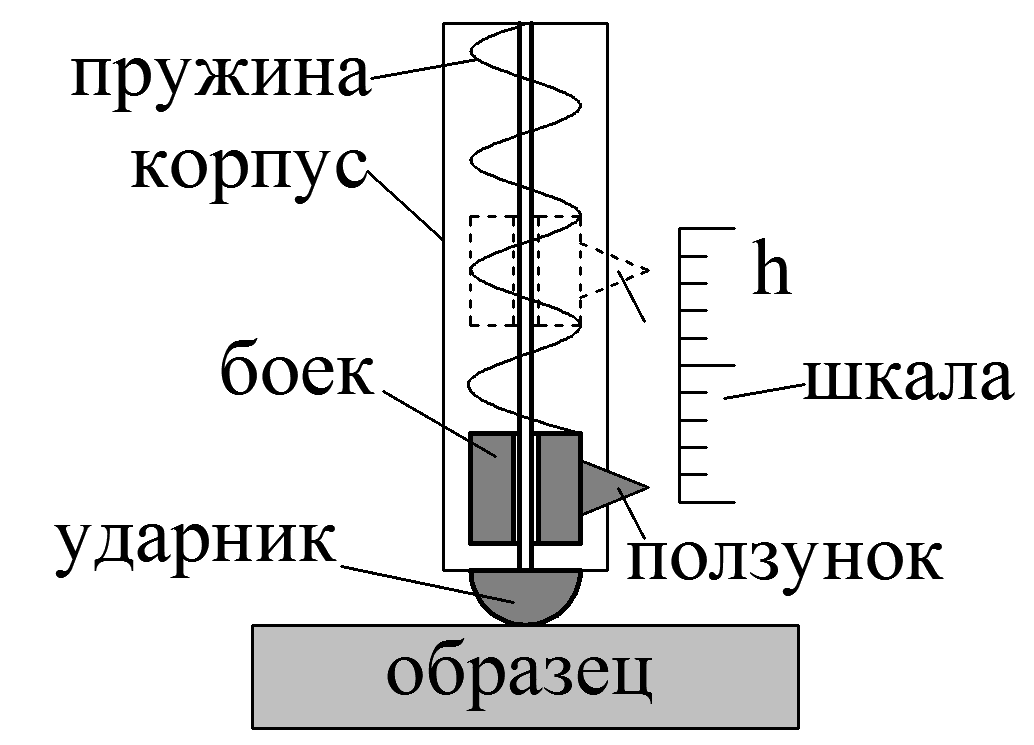 пружина
корпус
h
боек
шкала
ударник
ползунок
образец